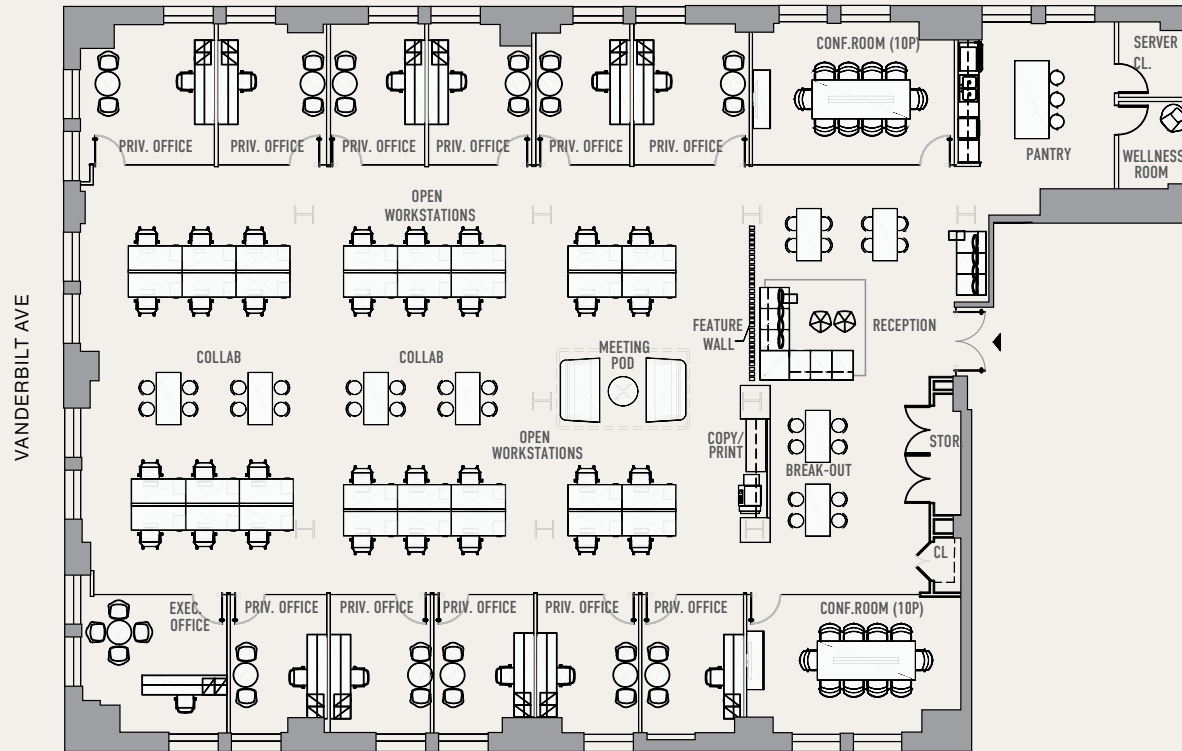 CONF.ROOM (10P)
SERVER
CL.
PRIV. OFFICE
PRIV. OFFICE
PRIV. OFFICE
PRIV. OFFICE
PRIV. OFFICE
PRIV. OFFICE
PANTRY
WELLNESS
ROOM
OPEN
WORKSTATIONS
VANDERBILT AVE
FEATURE
WALL
RECEPTION
COLLAB
COLLAB
MEETING
POD
OPEN
WORKSTATIONS
COPY/
PRINT
BREAK-OUT
STOR.
CL
EXEC.
OFFICE
PRIV. OFFICE
PRIV. OFFICE
PRIV. OFFICE
PRIV. OFFICE
PRIV. OFFICE
CONF.ROOM (10P)